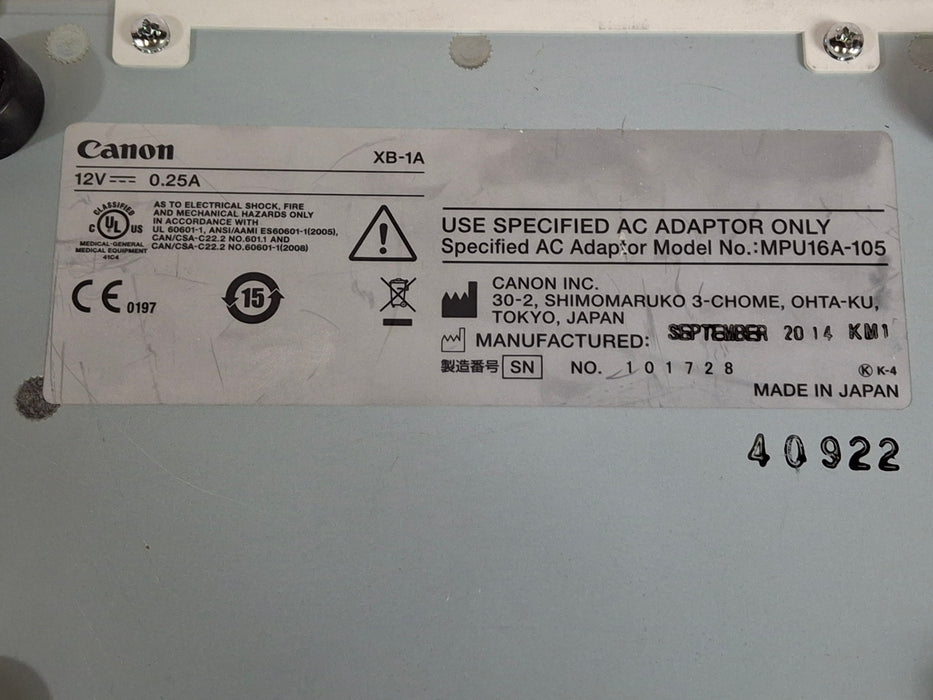 Canon
XB-1A
12V⎓ 0.25A
CLASSIFIED
C UL US
MEDICAL-GENERAL
MEDICAL EQUIPMENT
41C4
AS TO ELECTRICAL SHOCK, FIRE
AND MECHANICAL HAZARDS ONLY
IN ACCORDANCE WITH
UL 60601-1, ANSI/AAMI ES60601-1(2005),
CAN/CSA-C22.2 NO.601.1 AND
CAN/CSA-C22.2 NO.60601-1(2008)
!
CE 0197
15
USE SPECIFIED AC ADAPTOR ONLY
Specified AC Adaptor Model No.:MPU16A-105
CANON INC.
30-2, SHIMOMARUKO 3-CHOME, OHTA-KU,
TOKYO, JAPAN
MANUFACTURED: SEPTEMBER 2014 KM1
製造番号 SN NO. 101728
Ⓚ K-4
MADE IN JAPAN
40922